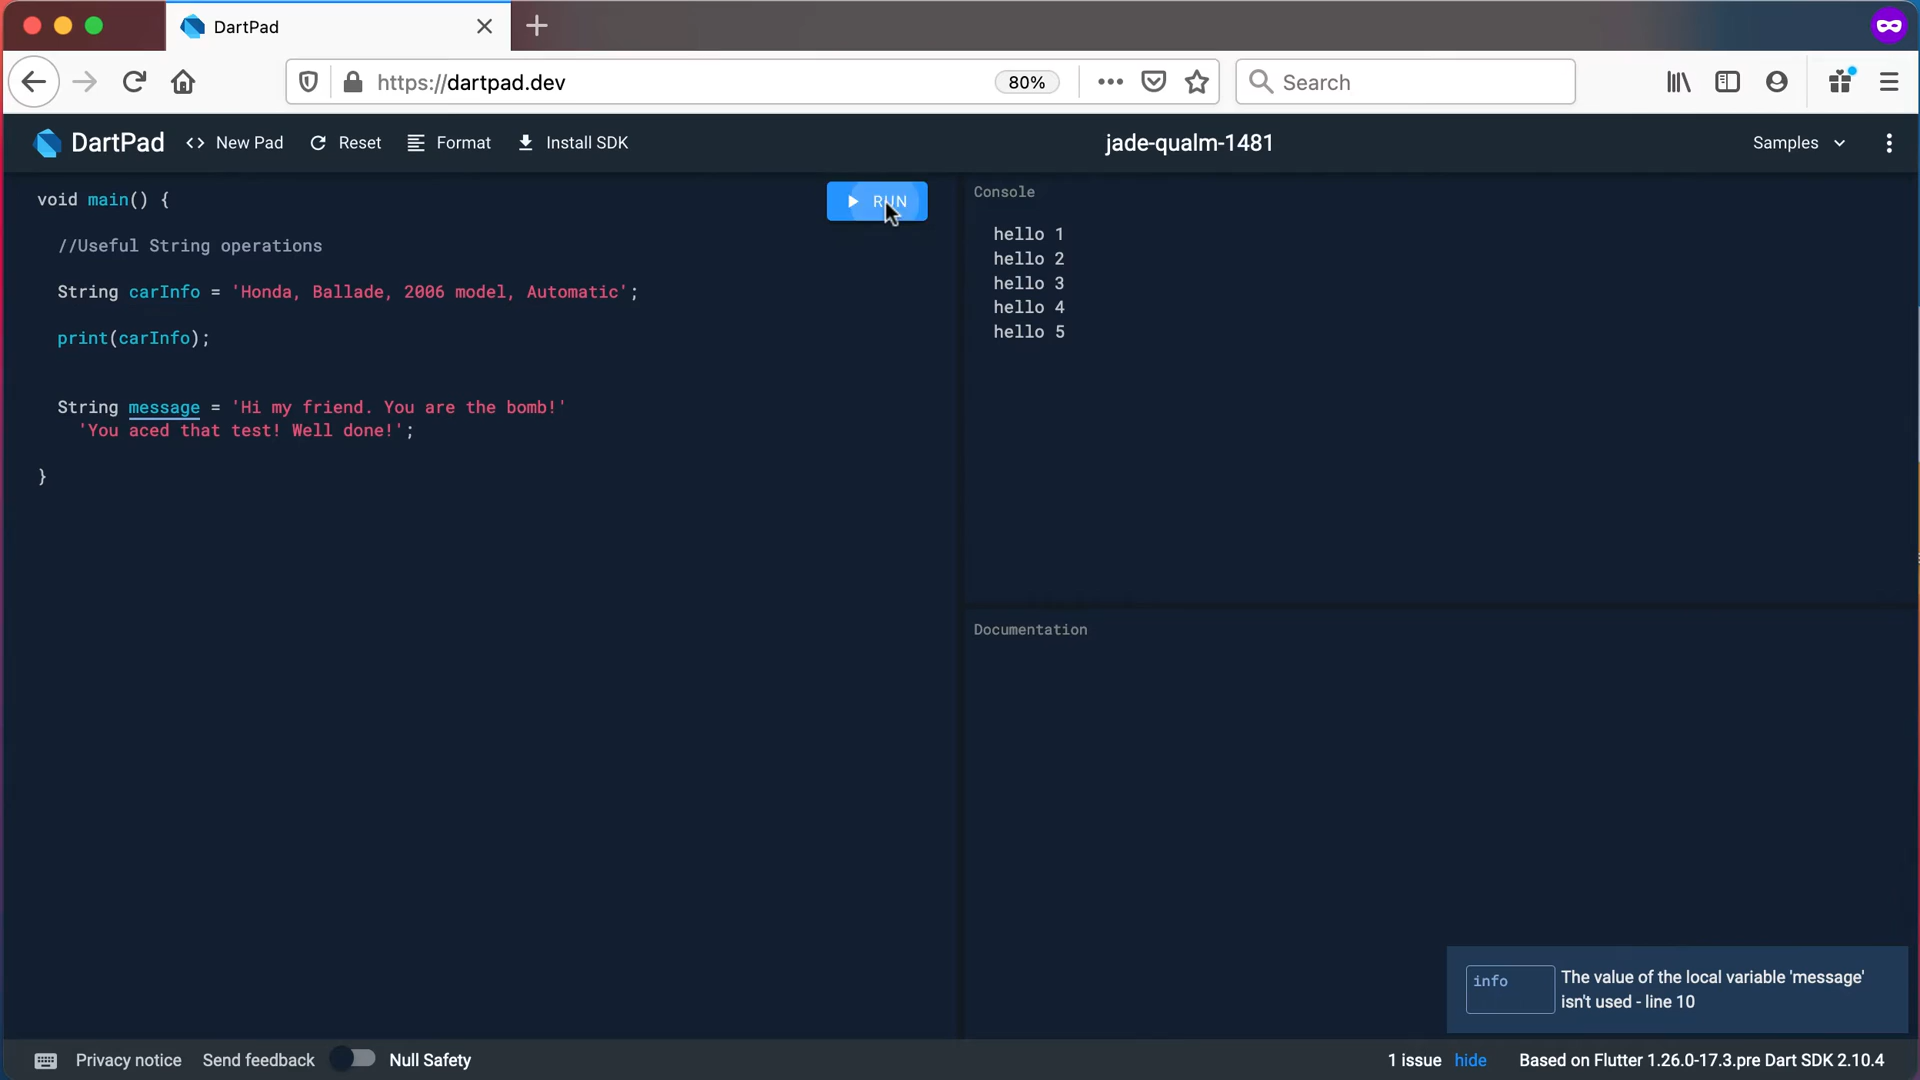 DartPad
https://dartpad.dev
80%
Search
DartPad
<> New Pad
Reset
Format
Install SDK
jade-qualm-1481
Samples
void main() {
RUN
//Useful String operations
String carInfo = 'Honda, Ballade, 2006 model, Automatic';
print(carInfo);
String message = 'Hi my friend. You are the bomb!'
'You aced that test! Well done!';
}
Console
hello 1
hello 2
hello 3
hello 4
hello 5
Documentation
info
The value of the local variable 'message'
isn't used - line 10
Privacy notice
Send feedback
Null Safety
1 issue
hide
Based on Flutter 1.26.0-17.3.pre Dart SDK 2.10.4